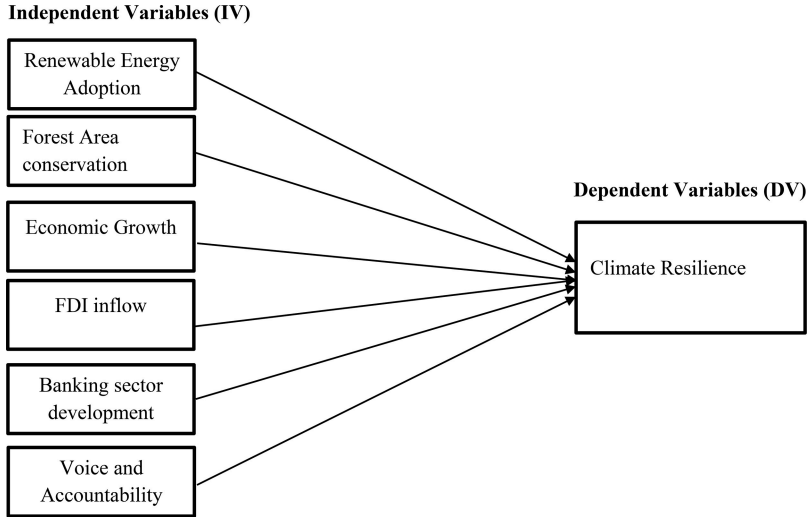 Independent Variables (IV)
Renewable Energy
Adoption
Forest Area
conservation
Economic Growth
FDI inflow
Banking sector
development
Voice and
Accountability
Dependent Variables (DV)
Climate Resilience